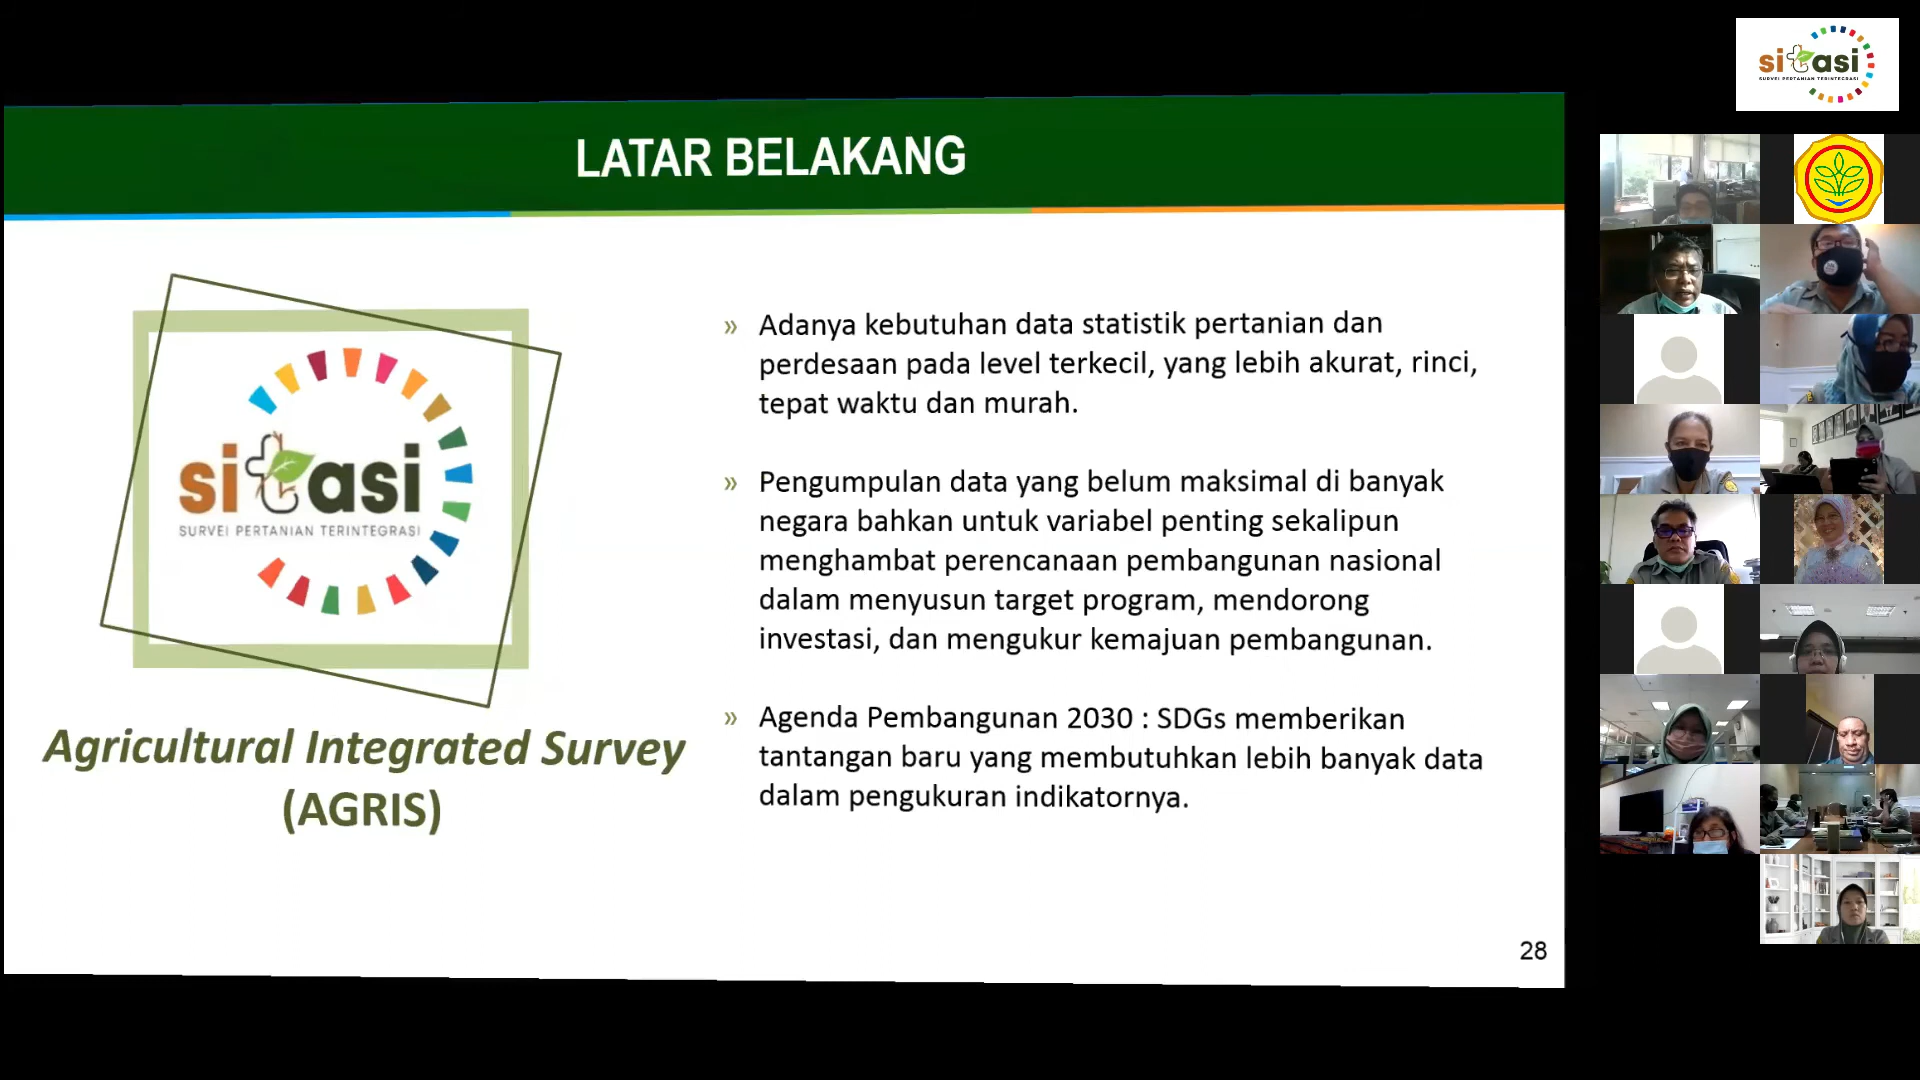 sitasi
SURVEI PERTANIAN TERINTEGRASI
LATAR BELAKANG
sitasi
SURVEI PERTANIAN TERINTEGRASI
Agricultural Integrated Survey
(AGRIS)
» Adanya kebutuhan data statistik pertanian dan
perdesaan pada level terkecil, yang lebih akurat, rinci,
tepat waktu dan murah.
» Pengumpulan data yang belum maksimal di banyak
negara bahkan untuk variabel penting sekalipun
menghambat perencanaan pembangunan nasional
dalam menyusun target program, mendorong
investasi, dan mengukur kemajuan pembangunan.
» Agenda Pembangunan 2030 : SDGs memberikan
tantangan baru yang membutuhkan lebih banyak data
dalam pengukuran indikatornya.
28